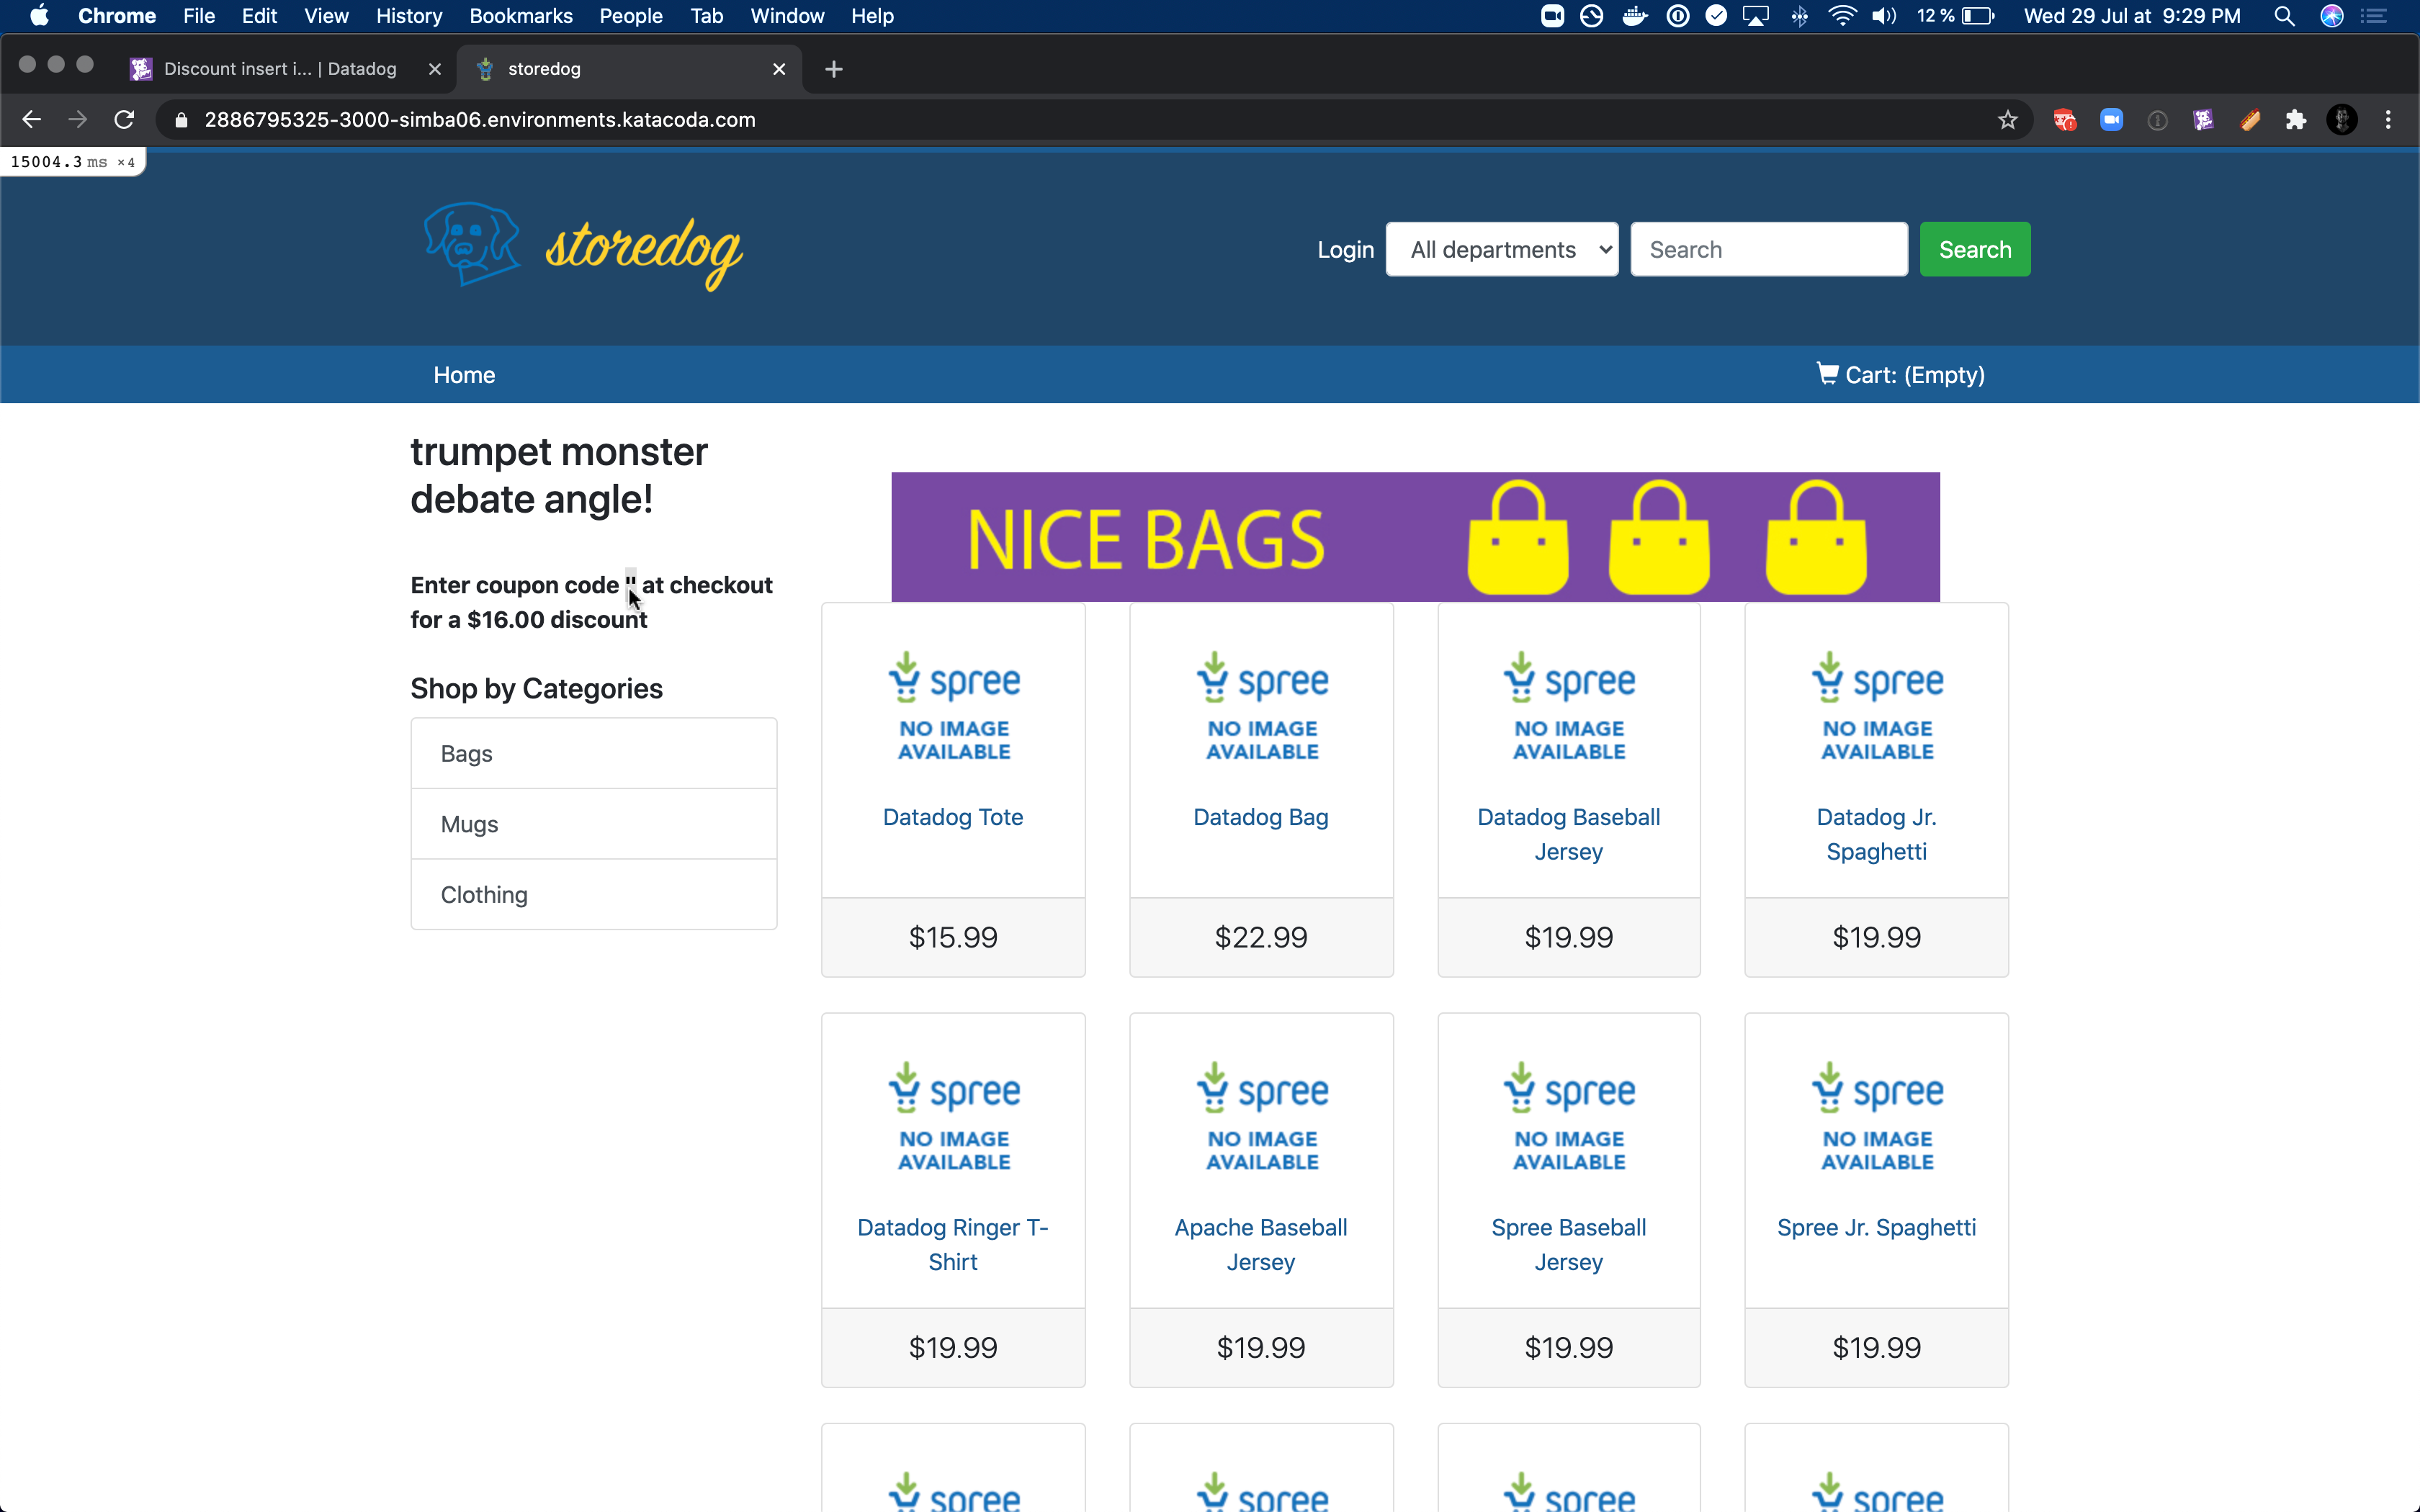 Chrome File Edit View History Bookmarks People Tab Window Help 12 % Wed 29 Jul at 9:29 PM
Discount insert i... | Datadog storedog
2886795325-3000-simba06.environments.katacoda.com
15004.3 ms ×4
storedog
Login All departments Search Search
Home Cart: (Empty)
trumpet monster
debate angle!
Enter coupon code '' at checkout
for a $16.00 discount
Shop by Categories
Bags
Mugs
Clothing
NICE BAGS
spree spree spree spree
NO IMAGE NO IMAGE NO IMAGE NO IMAGE
AVAILABLE AVAILABLE AVAILABLE AVAILABLE
Datadog Tote Datadog Bag Datadog Baseball Datadog Jr.
Jersey Spaghetti
$15.99 $22.99 $19.99 $19.99
spree spree spree spree
NO IMAGE NO IMAGE NO IMAGE NO IMAGE
AVAILABLE AVAILABLE AVAILABLE AVAILABLE
Datadog Ringer T- Apache Baseball Spree Baseball Spree Jr. Spaghetti
Shirt Jersey Jersey
$19.99 $19.99 $19.99 $19.99
spree spree spree spree